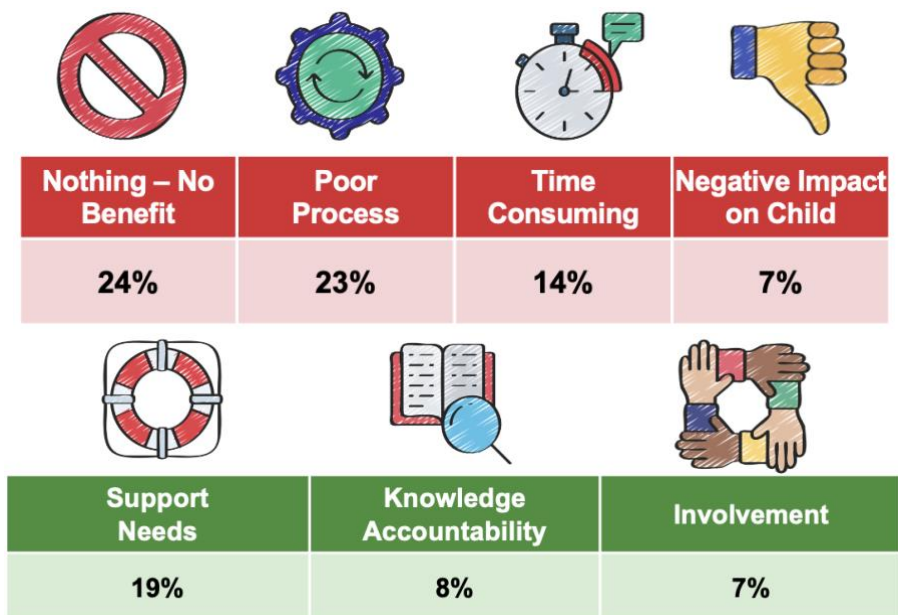 Nothing – No Benefit
Poor Process
Time Consuming
Negative Impact on Child
24%
23%
14%
7%
Support Needs
Knowledge Accountability
Involvement
19%
8%
7%